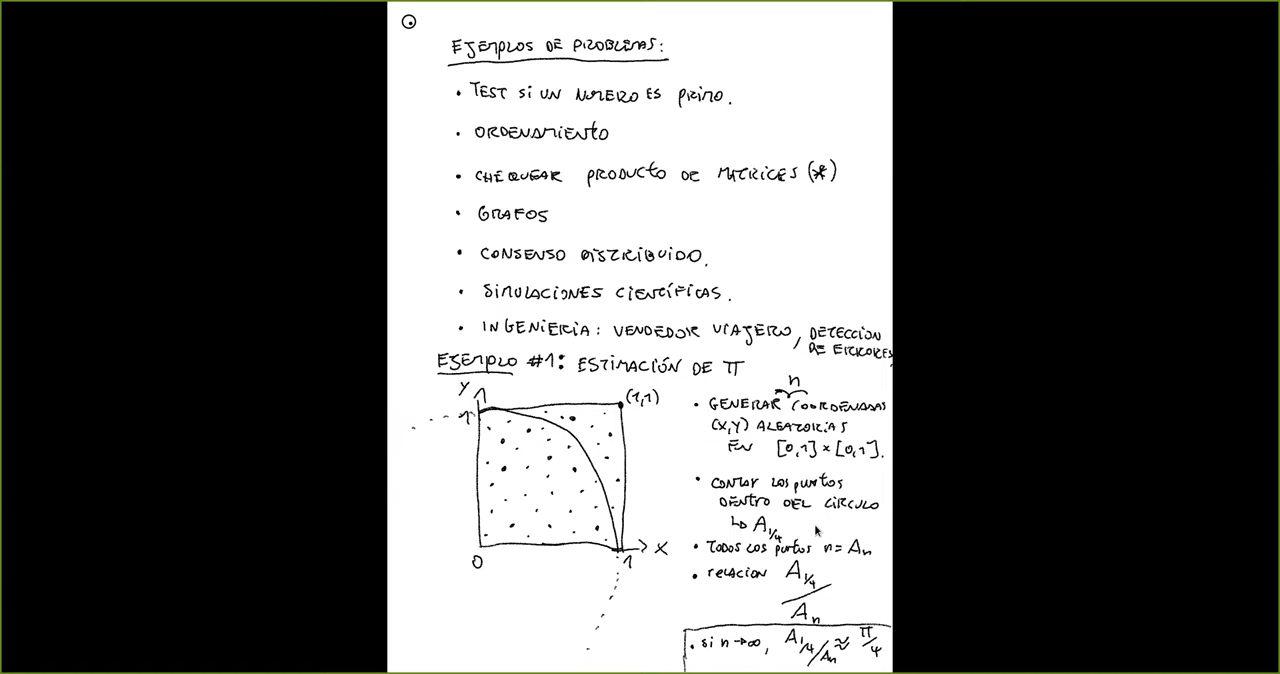 EJEMPLOS DE PROBLEMAS:
• TEST SI UN NUMERO ES PRIMO.
• ORDENAMIENTO
• CHEQUEAR PRODUCTO DE MATRICES (*)
• GRAFOS
• CONSENSO DISTRIBUIDO.
• SIMULACIONES CIENTÍFICAS.
• INGENIERIA: VENDEDOR VIAJERO, DETECCION
DE ERRORES
EJEMPLO #1: ESTIMACIÓN DE π
Y
1
1
(1,1)
0
1
X
n
• GENERAR COORDENADAS
(X,Y) ALEATORIAS
EN [0,1]×[0,1].
• CONTAR LOS PUNTOS
DENTRO DEL CÍRCULO
↳ A1/4
• TODOS LOS PUNTOS n = An
• RELACION A1/4 / An
• SI n→∞, A1/4/An ≈ π/4